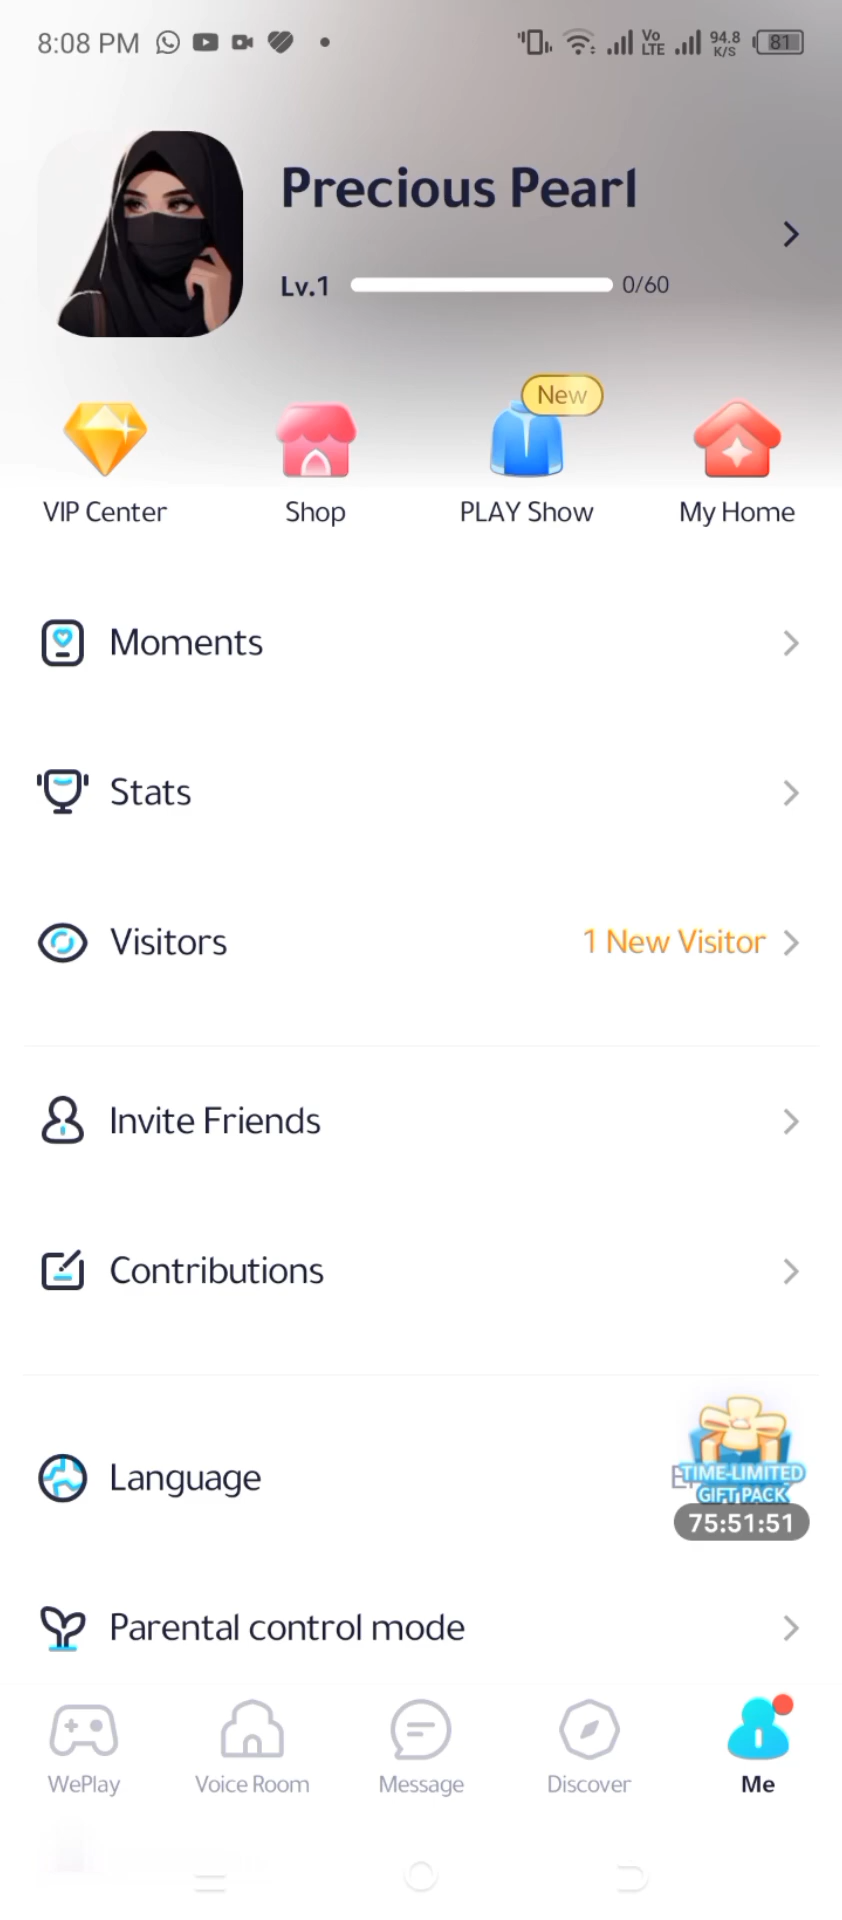 8:08 PM
Vo LTE
94.8 K/S
81
Precious Pearl
Lv.1 0/60
New
VIP Center Shop PLAY Show My Home
Moments
Stats
Visitors 1 New Visitor
Invite Friends
Contributions
Language
TIME-LIMITED
GIFT PACK
75:51:51
Parental control mode
WePlay Voice Room Message Discover Me